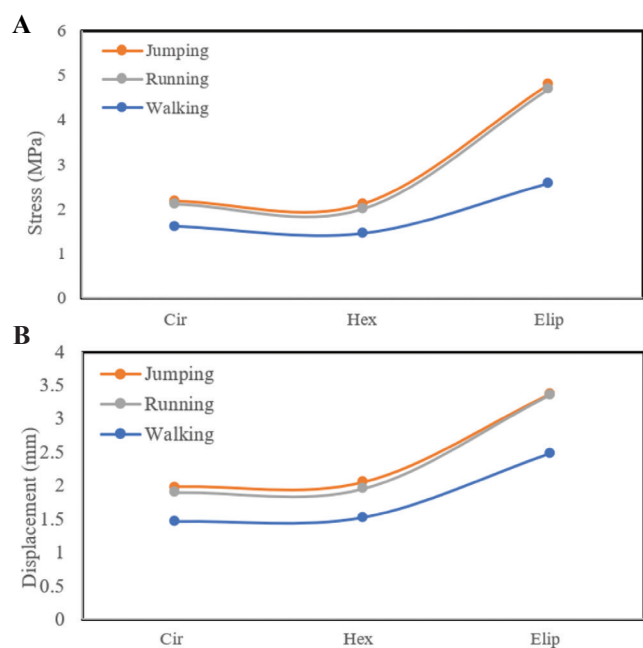 A
Stress (MPa)
6
5
4
3
2
1
0
Jumping
Running
Walking
Cir Hex Elip
B
Displacement (mm)
4
3.5
3
2.5
2
1.5
1
0.5
0
Jumping
Running
Walking
Cir Hex Elip